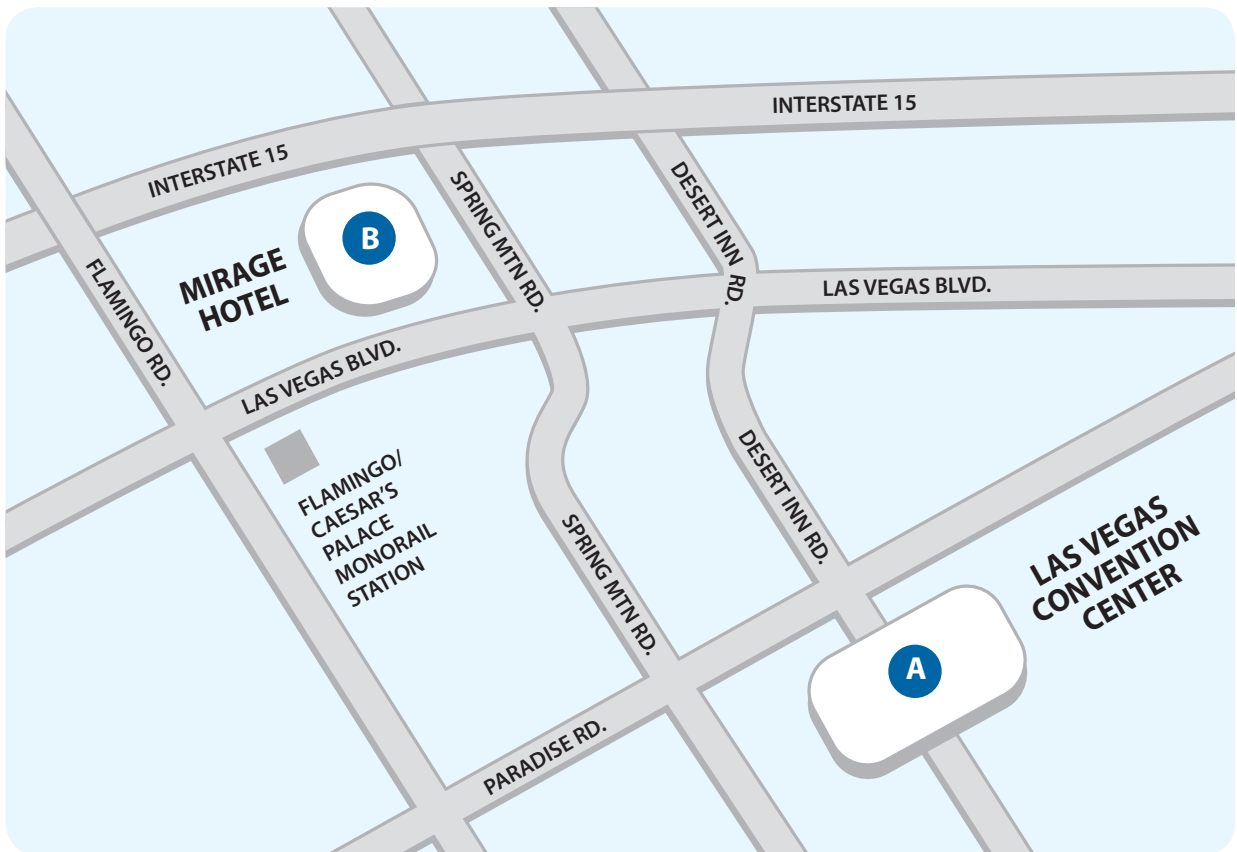 INTERSTATE 15
INTERSTATE 15
SPRING MTN RD.
DESERT INN RD.
B
MIRAGE
HOTEL
FLAMINGO RD.
LAS VEGAS BLVD.
LAS VEGAS BLVD.
FLAMINGO/
CAESAR'S
PALACE
MONORAIL
STATION
DESERT INN RD.
SPRING MTN RD.
LAS VEGAS
CONVENTION
CENTER
A
PARADISE RD.